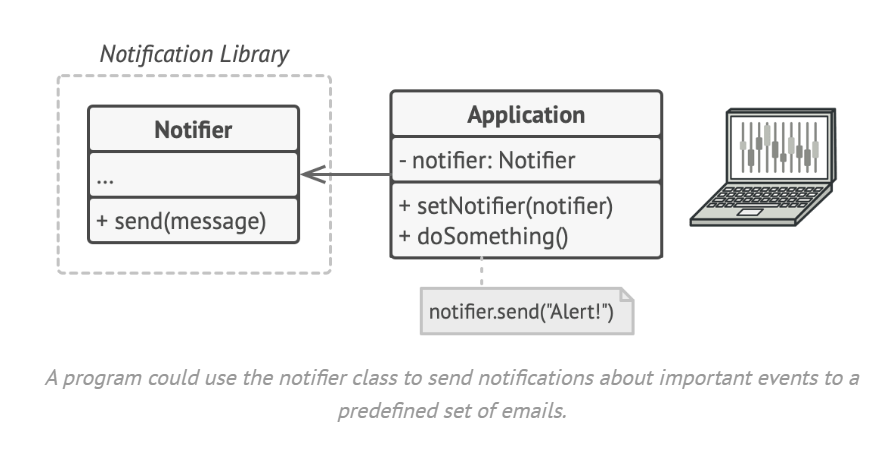 Notification Library
Notifier
...
+ send(message)
Application
- notifier: Notifier
+ setNotifier(notifier)
+ doSomething()
notifier.send("Alert!")
A program could use the notifier class to send notifications about important events to a
predefined set of emails.